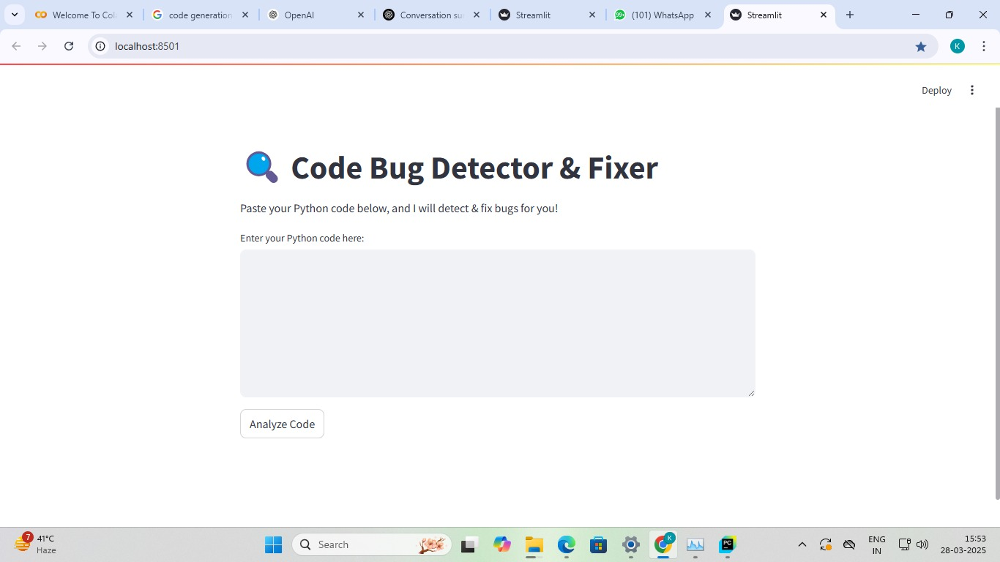 Welcome To Col
code generation
OpenAI
Conversation su
Streamlit
99+
(101) WhatsApp
Streamlit
localhost:8501
K
Deploy
Code Bug Detector & Fixer
Paste your Python code below, and I will detect & fix bugs for you!
Enter your Python code here:
Analyze Code
7
41°C
Haze
Search
K
PC
ENG
IN
15:53
28-03-2025